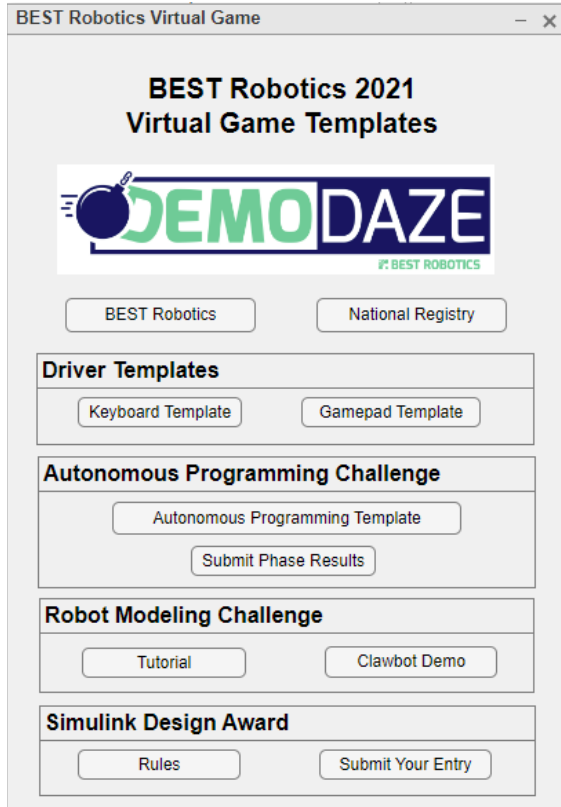 BEST Robotics Virtual Game
BEST Robotics 2021
Virtual Game Templates
DEMODAZE
BEST ROBOTICS
BEST Robotics
National Registry
Driver Templates
Keyboard Template
Gamepad Template
Autonomous Programming Challenge
Autonomous Programming Template
Submit Phase Results
Robot Modeling Challenge
Tutorial
Clawbot Demo
Simulink Design Award
Rules
Submit Your Entry